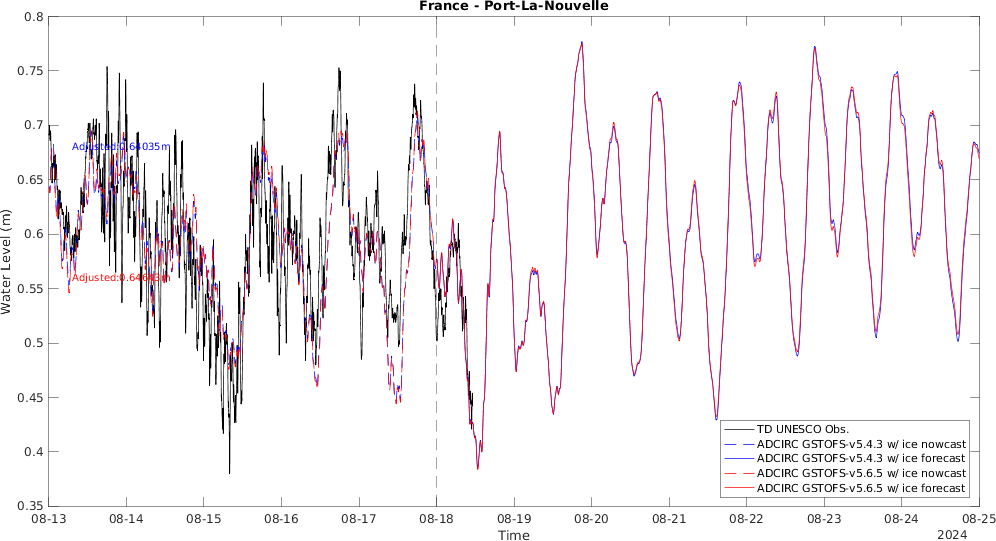 France - Port-La-Nouvelle
0.8
0.75
0.7
0.65
0.6
0.55
0.5
0.45
0.4
0.35
Water Level (m)
Adjusted:0.64035m
Adjusted:0.64643m
TD UNESCO Obs.
ADCIRC GSTOFS-v5.4.3 w/ ice nowcast
ADCIRC GSTOFS-v5.4.3 w/ ice forecast
ADCIRC GSTOFS-v5.6.5 w/ ice nowcast
ADCIRC GSTOFS-v5.6.5 w/ ice forecast
08-13 08-14 08-15 08-16 08-17 08-18 08-19 08-20 08-21 08-22 08-23 08-24 08-25
Time
2024